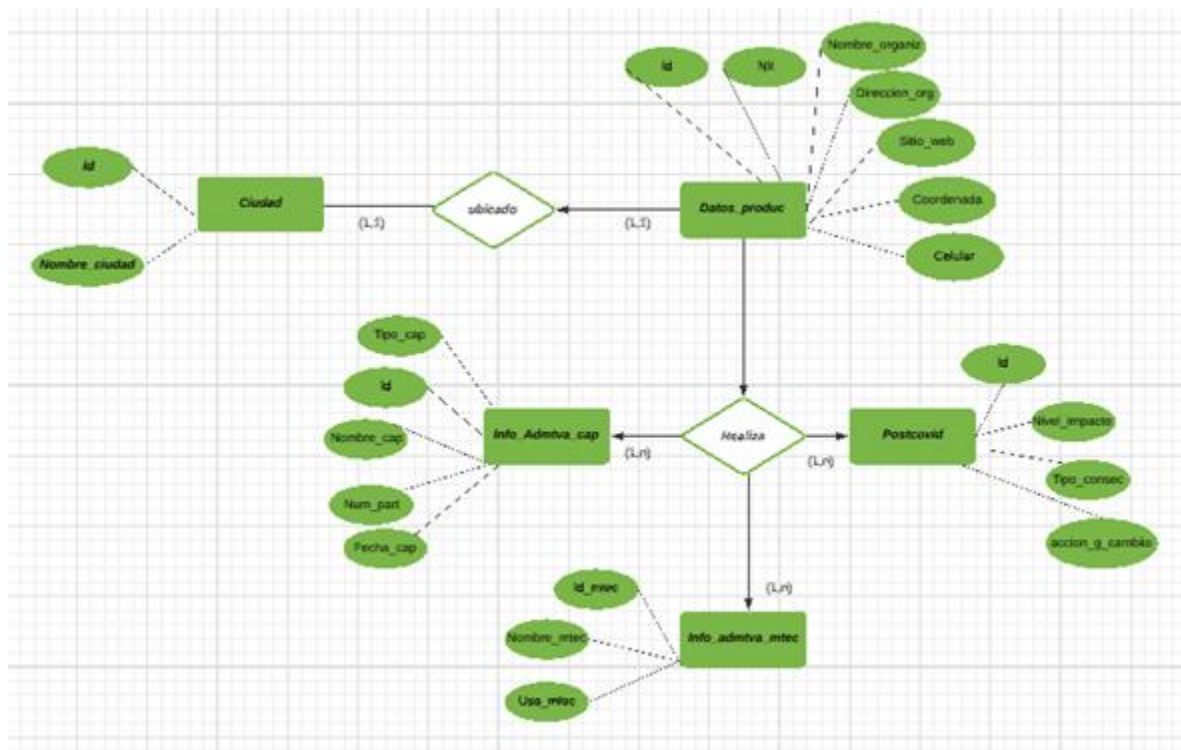 Nombre_organiz
Id
Nit
Direccion_org
Sitio_web
Id
Coordenada
Ciudad
ubicado
Datos_produc
(1,1)
(1,1)
Nombre_ciudad
Celular
Tipo_cap
Id
Id
Nombre_cap
Info_Admtva_cap
Realiza
Postcovid
Nivel_impacto
(1,n)
(1,n)
Tipo_consec
Num_part
Fecha_cap
accion_g_cambio
Id_mtec
(1,n)
Nombre_mtec
Info_admtva_mtec
Uso_mtec